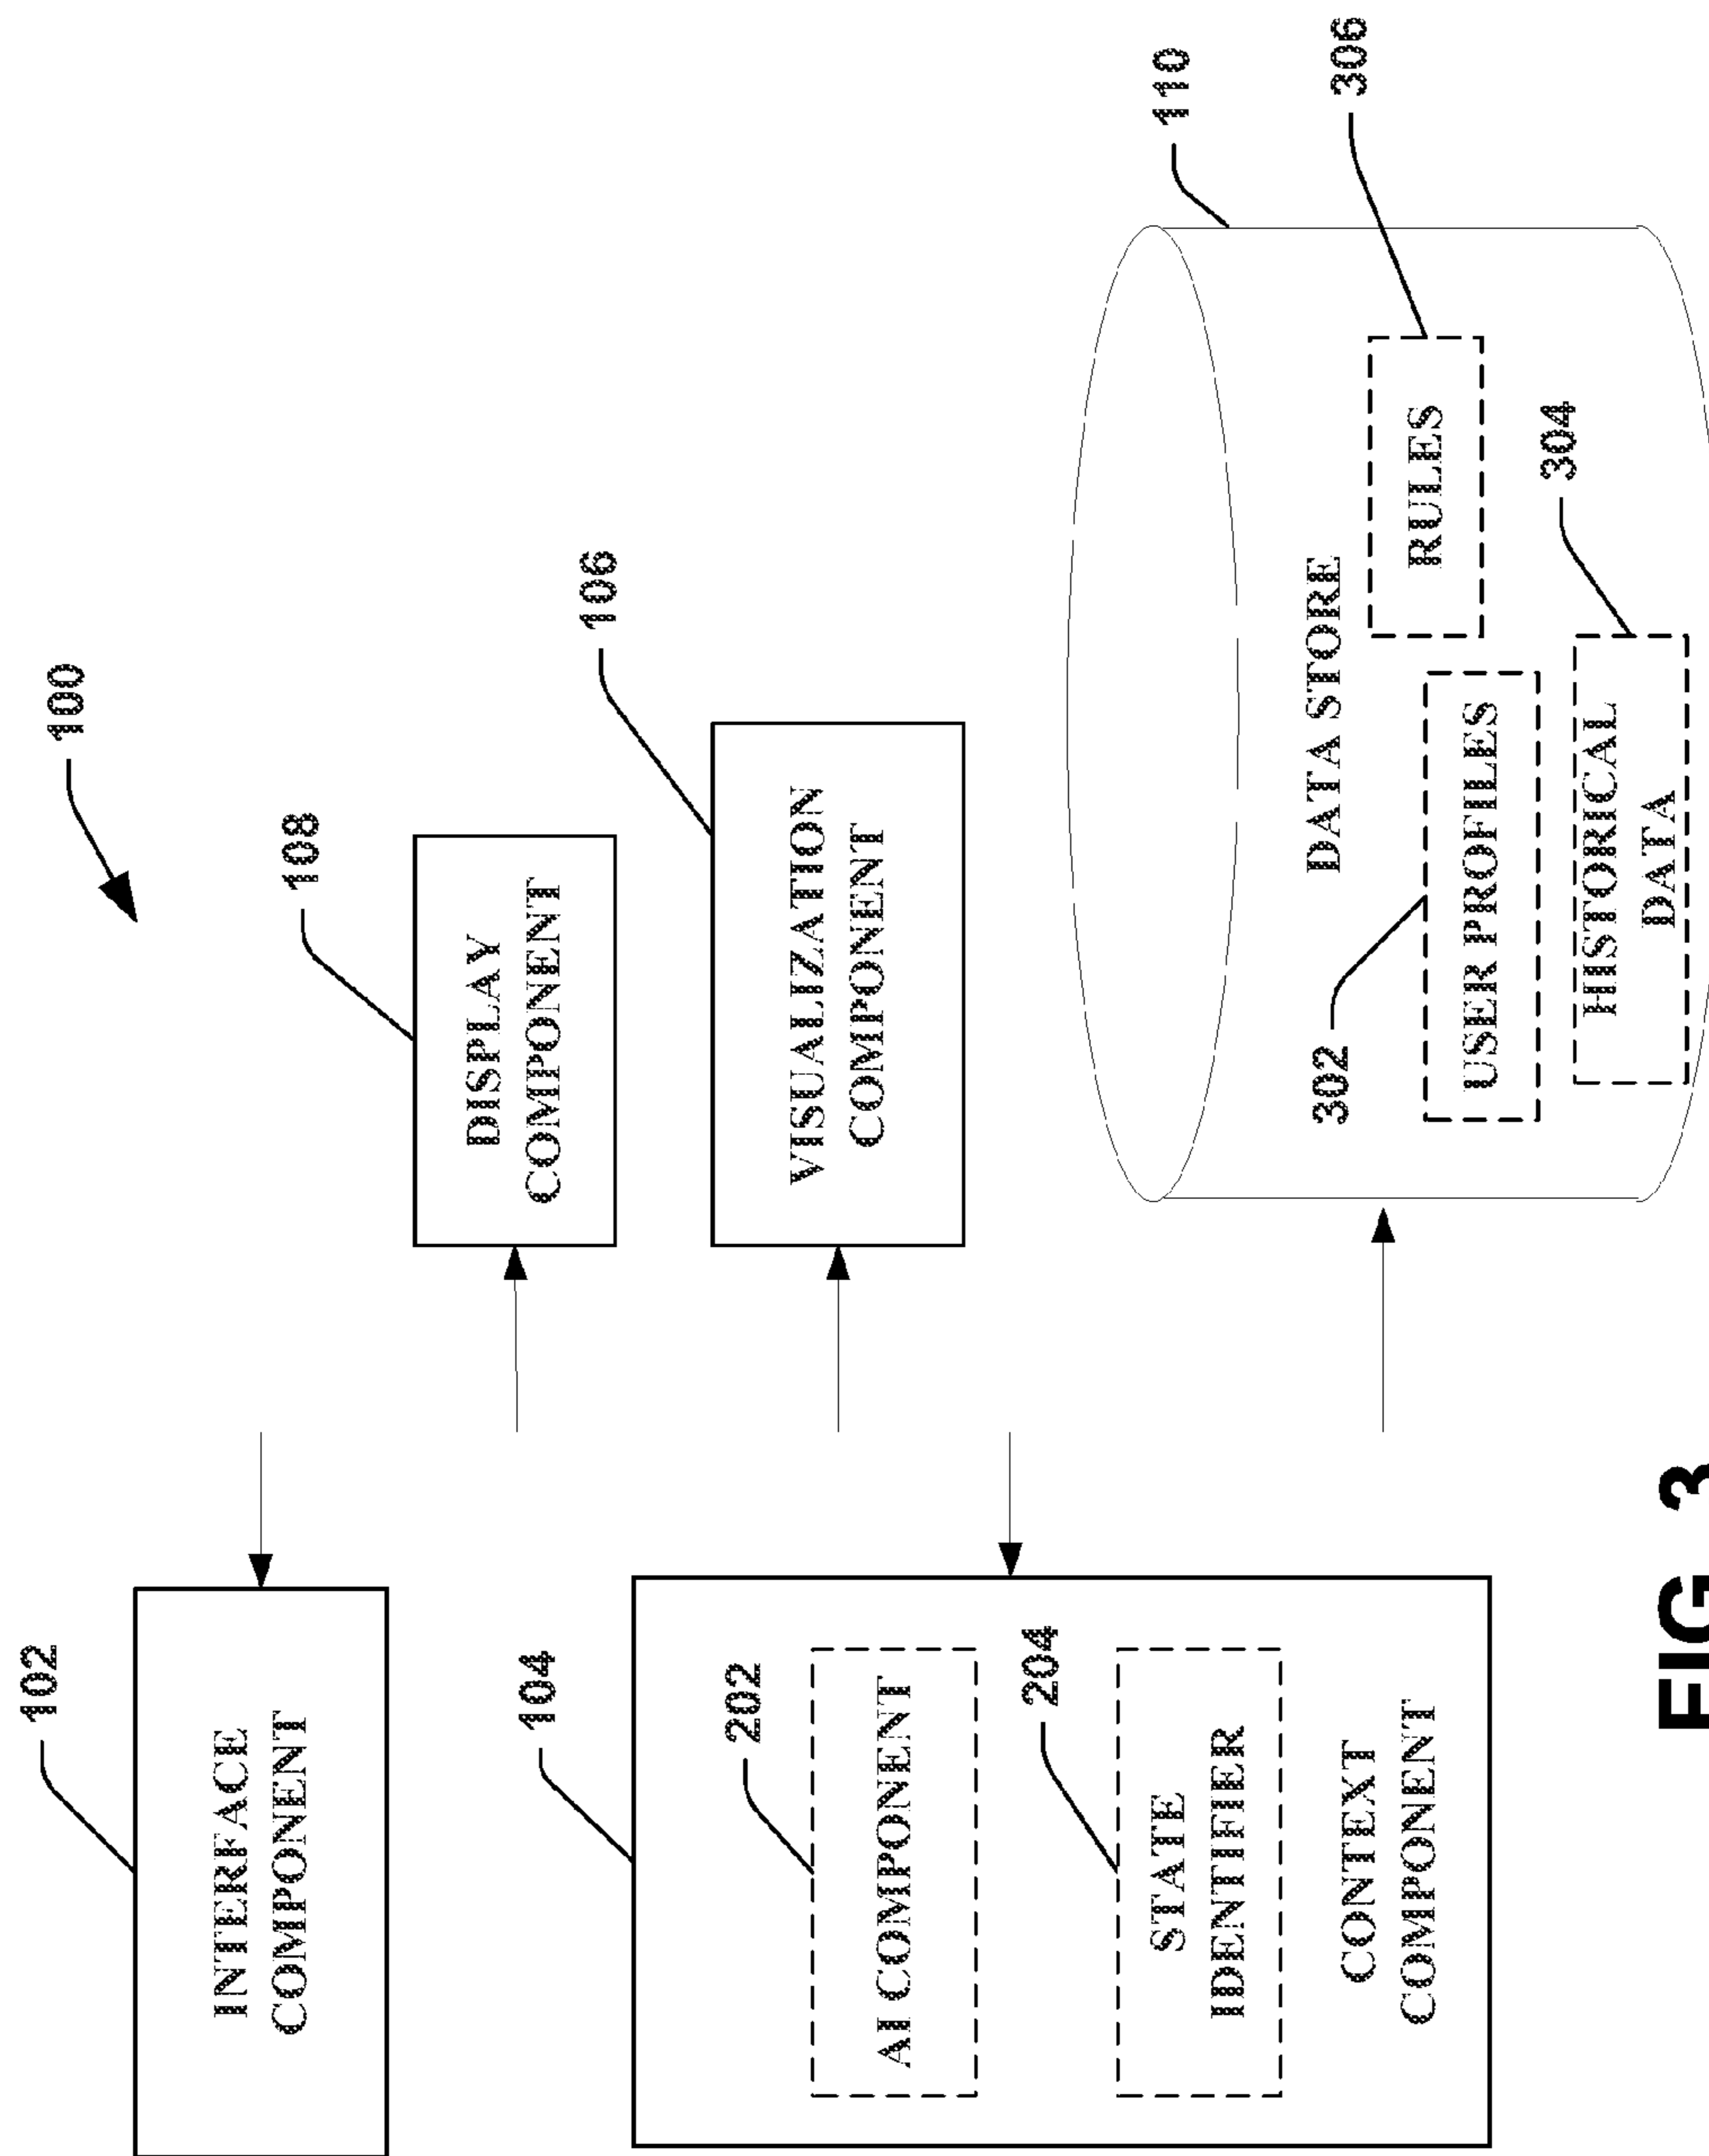 100
102
INTERFACE
COMPONENT
108
DISPLAY
COMPONENT
106
VISUALIZATION
COMPONENT
104
202
AI COMPONENT
204
STATE
IDENTIFIER
CONTEXT
COMPONENT
110
DATA STORE
306
RULES
302
USER PROFILES
304
HISTORICAL
DATA
FIG. 3